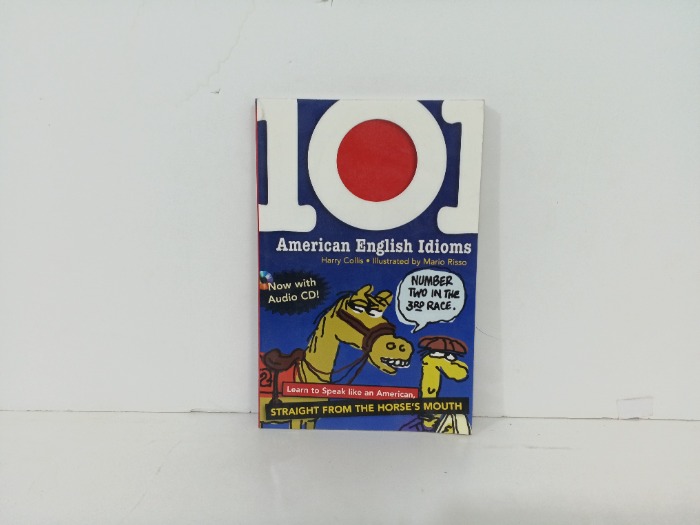 101
American English Idioms
Harry Collis • Illustrated by Mario Risso
Now with
Audio CD!
NUMBER
TWO IN THE
3RD RACE.
2
Learn to Speak like an American,
STRAIGHT FROM THE HORSE'S MOUTH